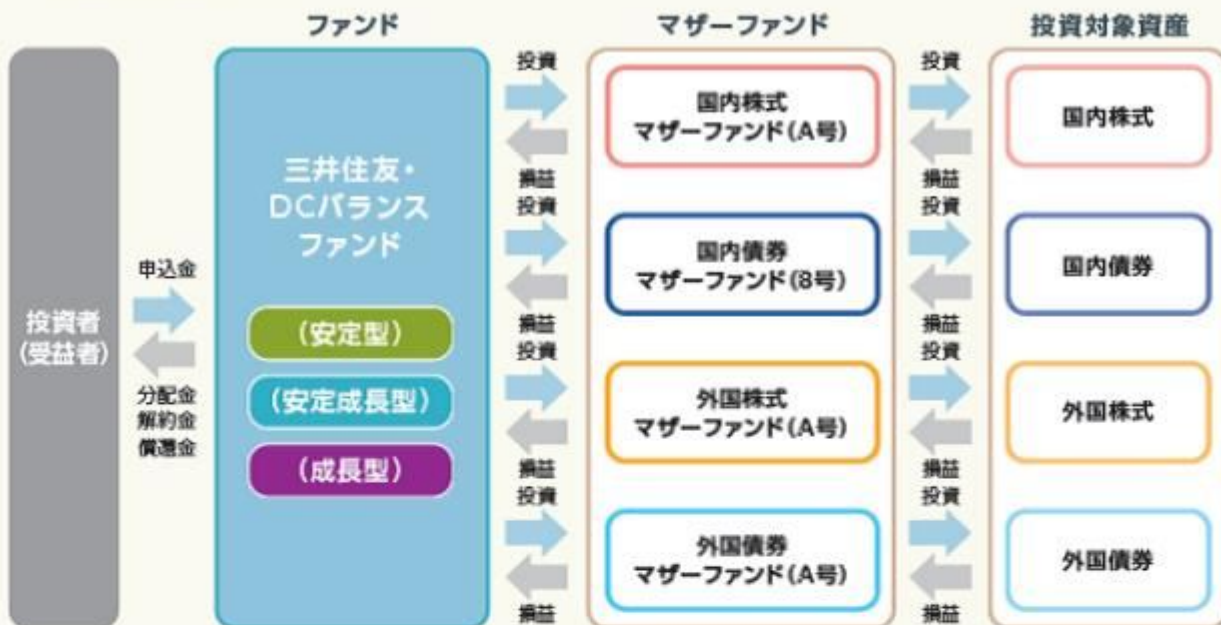 ファンド
マザーファンド
投資対象資産
投資者
(受益者)
申込金
分配金
解約金
償還金
三井住友・
DCバランス
ファンド
(安定型)
(安定成長型)
(成長型)
投資
損益
投資
損益
投資
損益
投資
損益
国内株式
マザーファンド(A号)
国内債券
マザーファンド(8号)
外国株式
マザーファンド(A号)
外国債券
マザーファンド(A号)
投資
損益
投資
損益
投資
損益
投資
損益
国内株式
国内債券
外国株式
外国債券